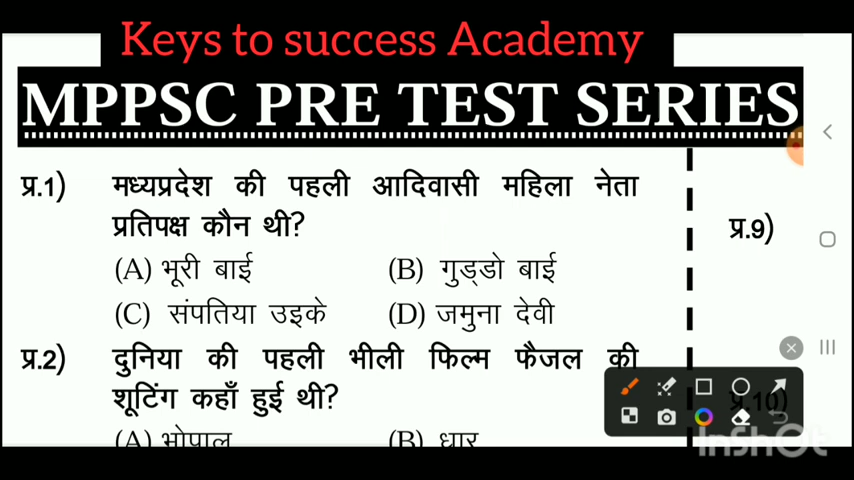 Keys to success Academy
MPPSC PRE TEST SERIES
प्र.1) मध्यप्रदेश की पहली आदिवासी महिला नेता
प्रतिपक्ष कौन थी?
(A) भूरी बाई (B) गुड्डो बाई
(C) संपतिया उइके (D) जमुना देवी
प्र.2) दुनिया की पहली भीली फिल्म फैजल की
शूटिंग कहाँ हुई थी?
(A) भोपाल (B) धार
प्र.9)
प्र.10)
InShOt